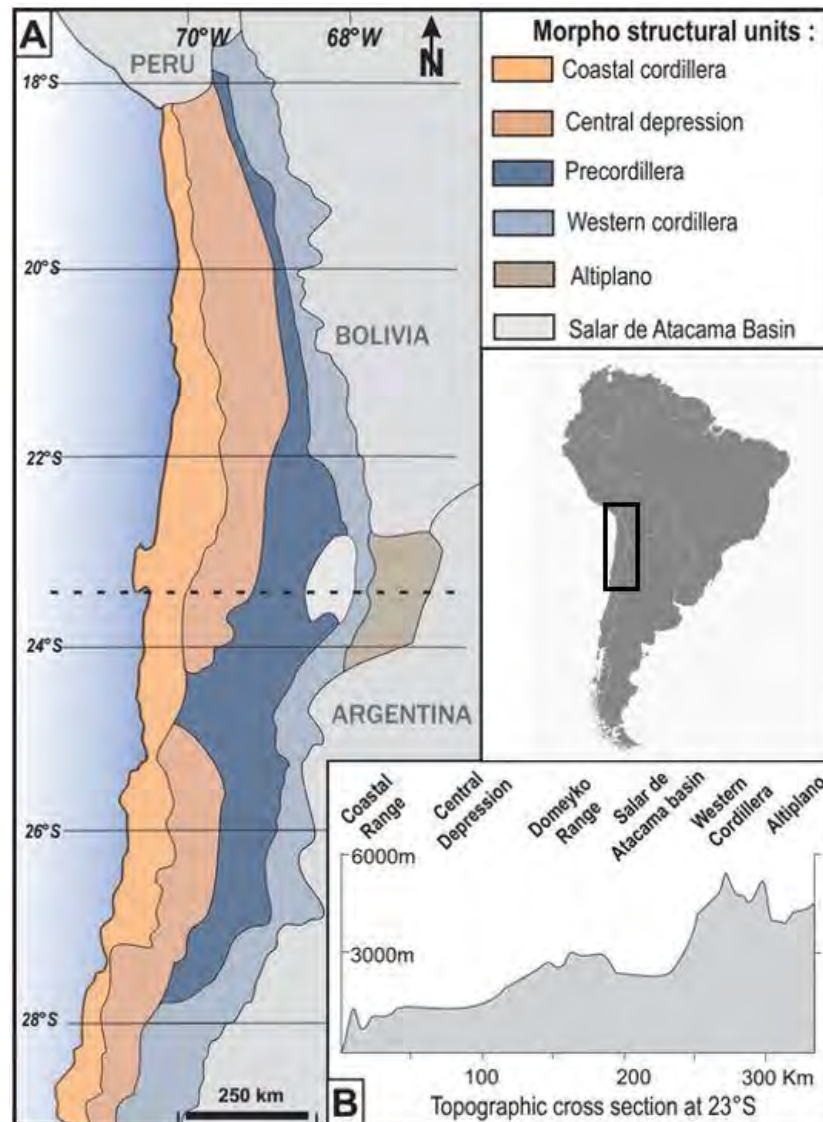 A
70°W
68°W
N
PERU
18°S
20°S
BOLIVIA
22°S
24°S
ARGENTINA
26°S
28°S
250 km
Morpho structural units :
Coastal cordillera
Central depression
Precordillera
Western cordillera
Altiplano
Salar de Atacama Basin
Coastal
Range
Central
Depression
Domeyko
Range
Salar de
Atacama basin
Western
Cordillera
Altiplano
6000m
3000m
100
200
300 Km
B
Topographic cross section at 23°S